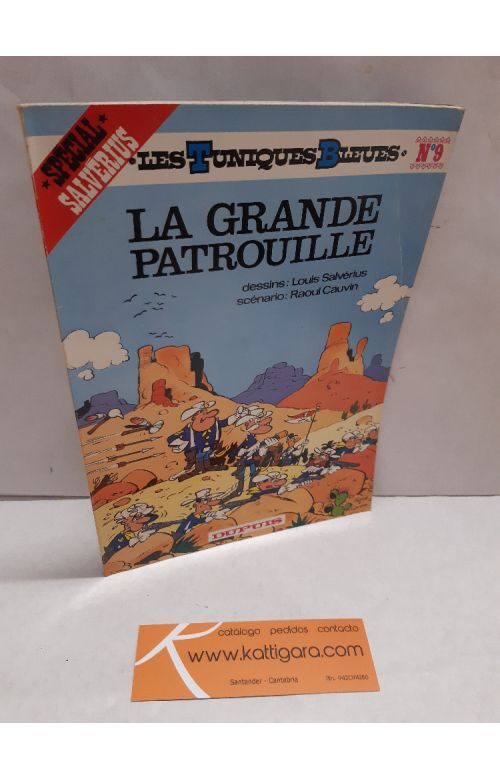 SPECIAL
SALVERIUS
LES TUNIQUES BLEUES
N°9
LA GRANDE
PATROUILLE
dessins: Louis Salvérius
scénario: Raoul Cauvin
DUPUIS
catálogo pedidos contacto
www.kattigara.com
Santander - Cantabria